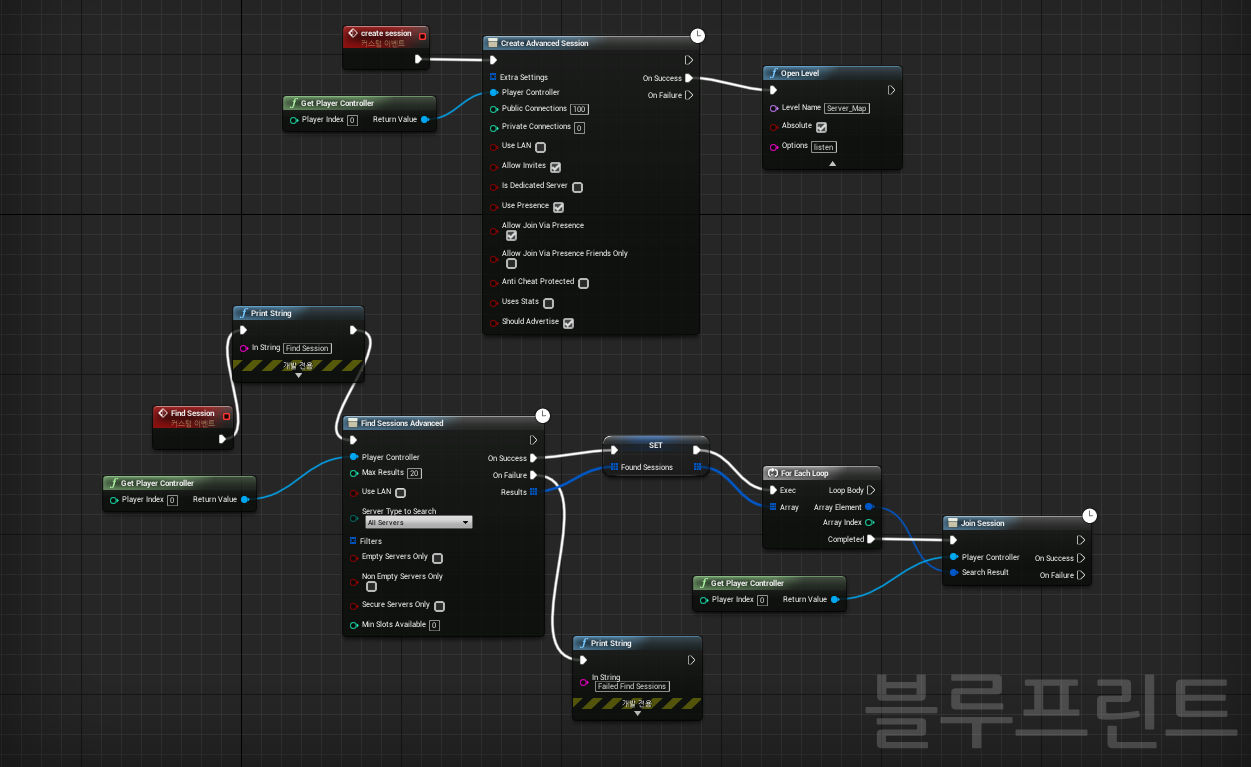 create session
커스텀 이벤트
Create Advanced Session
Extra Settings
On Success
Player Controller
On Failure
Public Connections 100
Private Connections 0
Use LAN
Allow Invites
Is Dedicated Server
Use Presence
Allow Join Via Presence
Allow Join Via Presence Friends Only
Anti Cheat Protected
Uses Stats
Should Advertise
f Get Player Controller
Player Index 0 Return Value
f Open Level
Level Name Server_Map
Absolute
Options listen
f Print String
In String Find Session
개발 전용
Find Session
커스텀 이벤트
f Get Player Controller
Player Index 0 Return Value
Find Sessions Advanced
Player Controller On Success
Max Results 20 On Failure
Use LAN Results
Server Type to Search
All Servers
Filters
Empty Servers Only
Non Empty Servers Only
Secure Servers Only
Min Slots Available 0
SET
Found Sessions
For Each Loop
Exec Loop Body
Array Array Element
Array Index
Completed
Join Session
Player Controller On Success
Search Result On Failure
f Get Player Controller
Player Index 0 Return Value
f Print String
In String
Failed Find Sessions
개발 전용
블루프린트